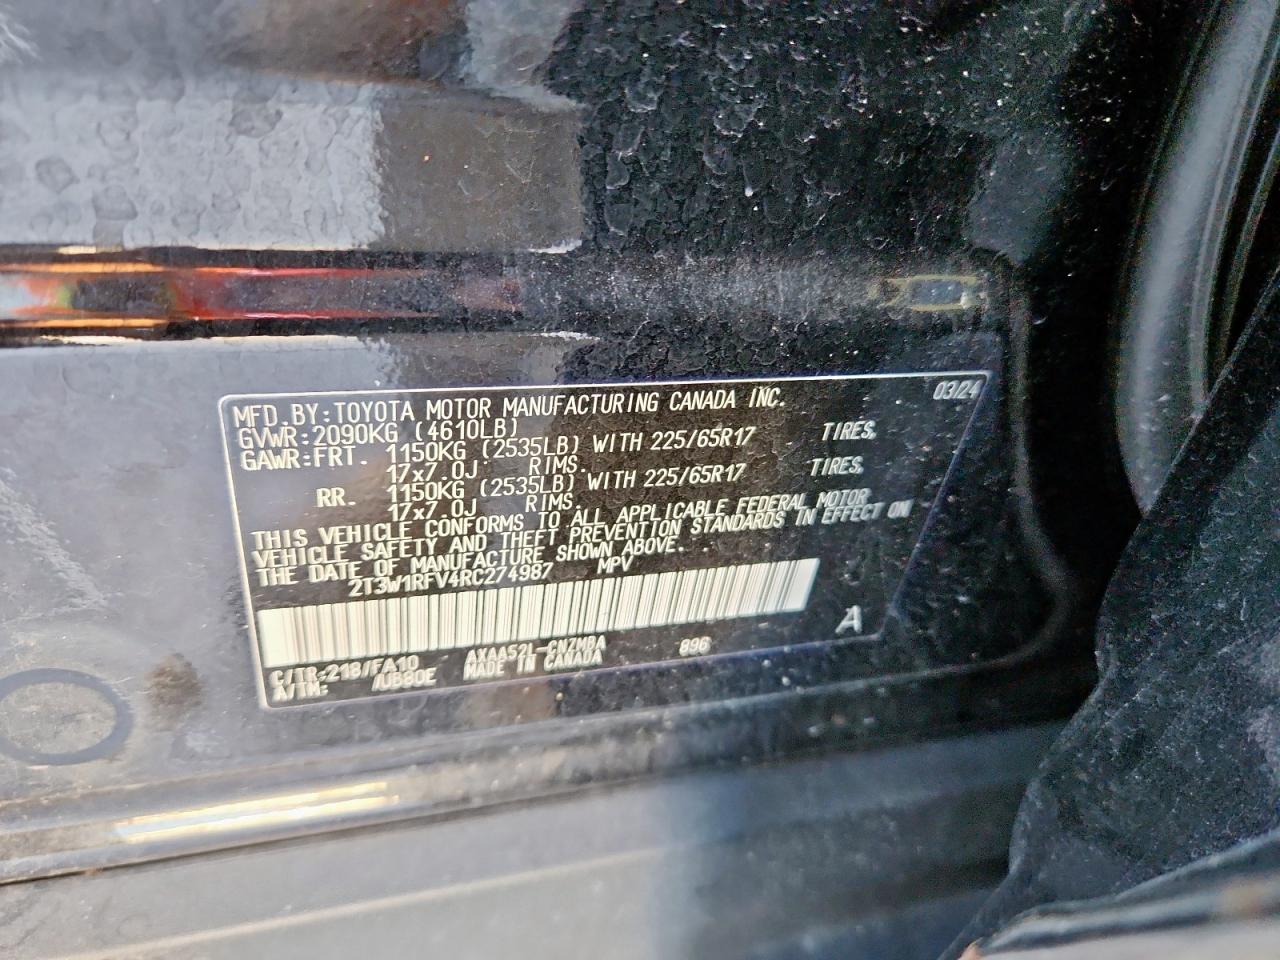 03/24
MFD.BY:TOYOTA MOTOR MANUFACTURING CANADA INC.
GVWR:2090KG (4610LB)
GAWR:FRT. 1150KG (2535LB) WITH 225/65R17 TIRES,
17x7.0J RIMS.
RR. 1150KG (2535LB) WITH 225/65R17 TIRES,
17x7.0J RIMS
THIS VEHICLE CONFORMS TO ALL APPLICABLE FEDERAL MOTOR
VEHICLE SAFETY AND THEFT PREVENTION STANDARDS IN EFFECT ON
THE DATE OF MANUFACTURE SHOWN ABOVE.
2T3W1RFV4RC274987 MPV
A
C/TR:218/FA10 AXAA52L-CNZMBA 896
A/TM: /UB80E MADE IN CANADA